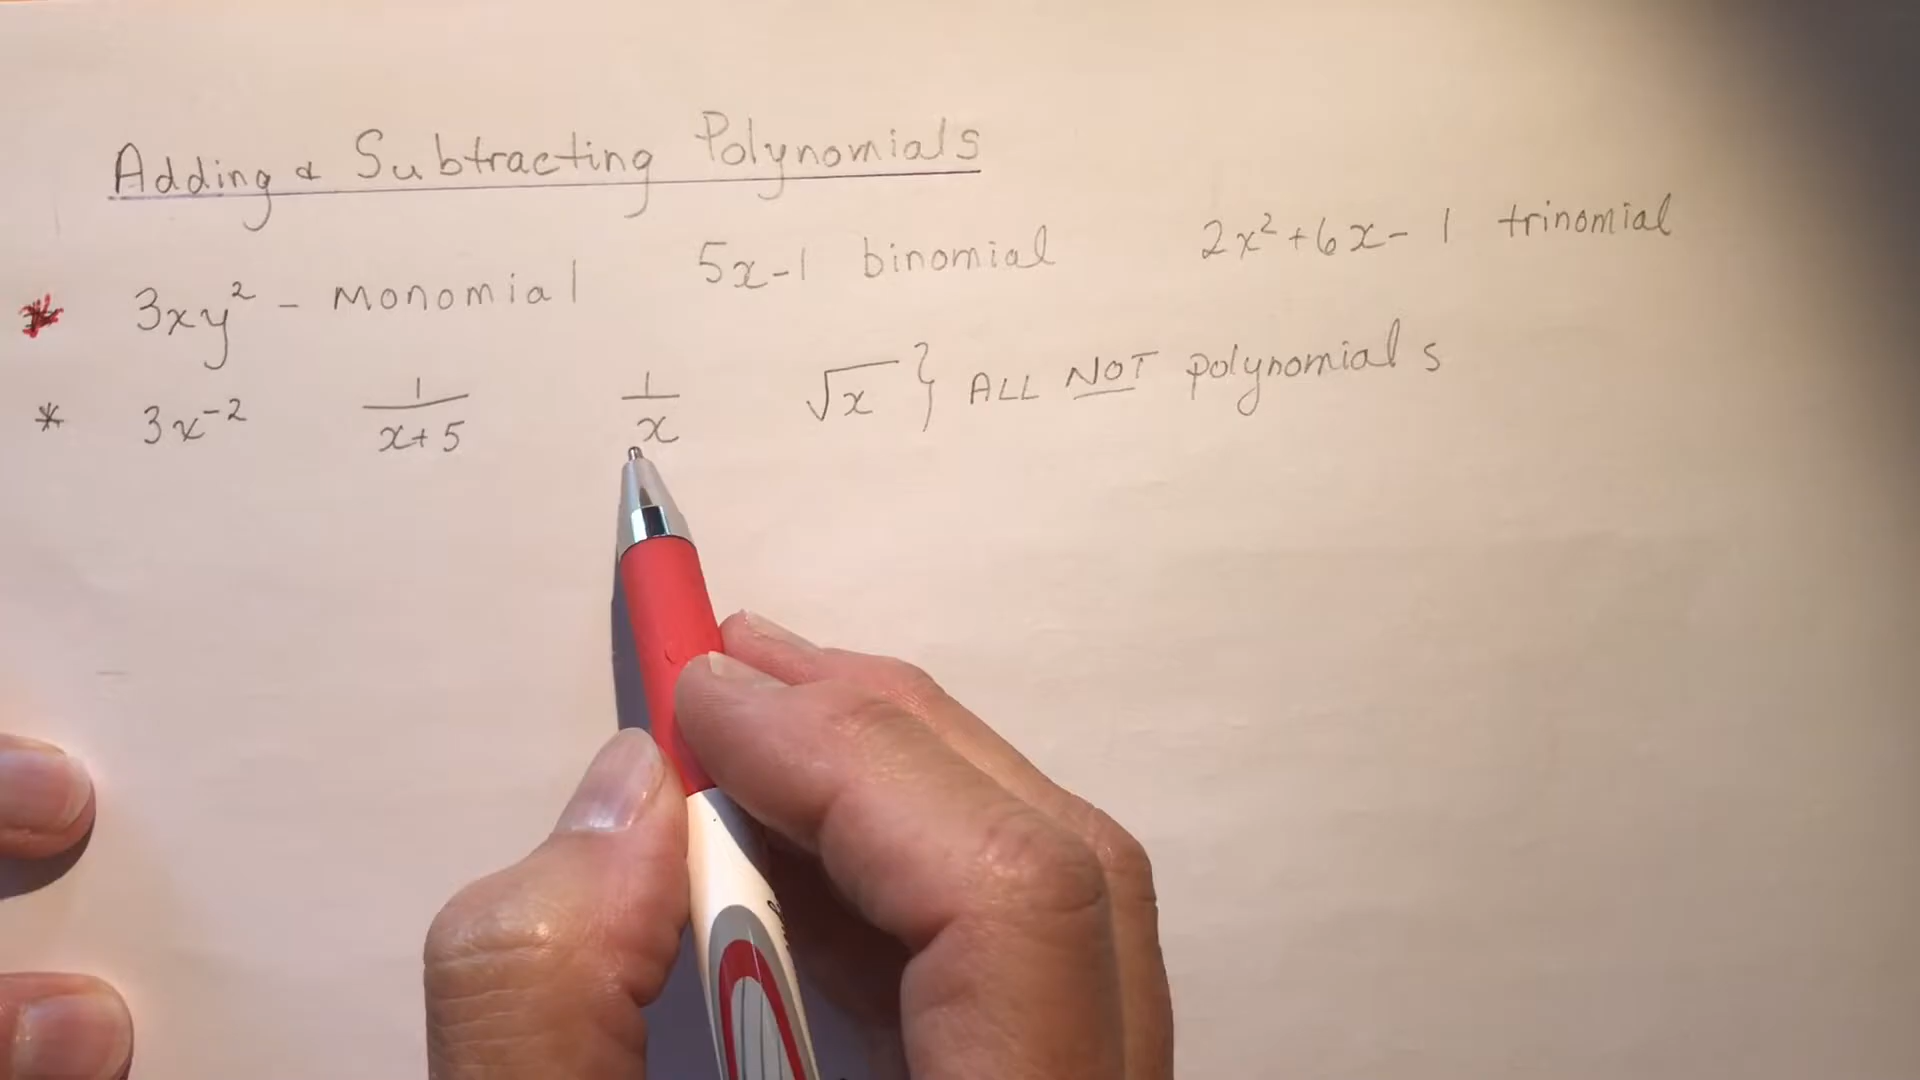 Adding & Subtracting Polynomials
* 3xy² - monomial 5x-1 binomial 2x²+6x-1 trinomial
* 3x⁻² 1/(x+5) 1/x √x } ALL NOT polynomials